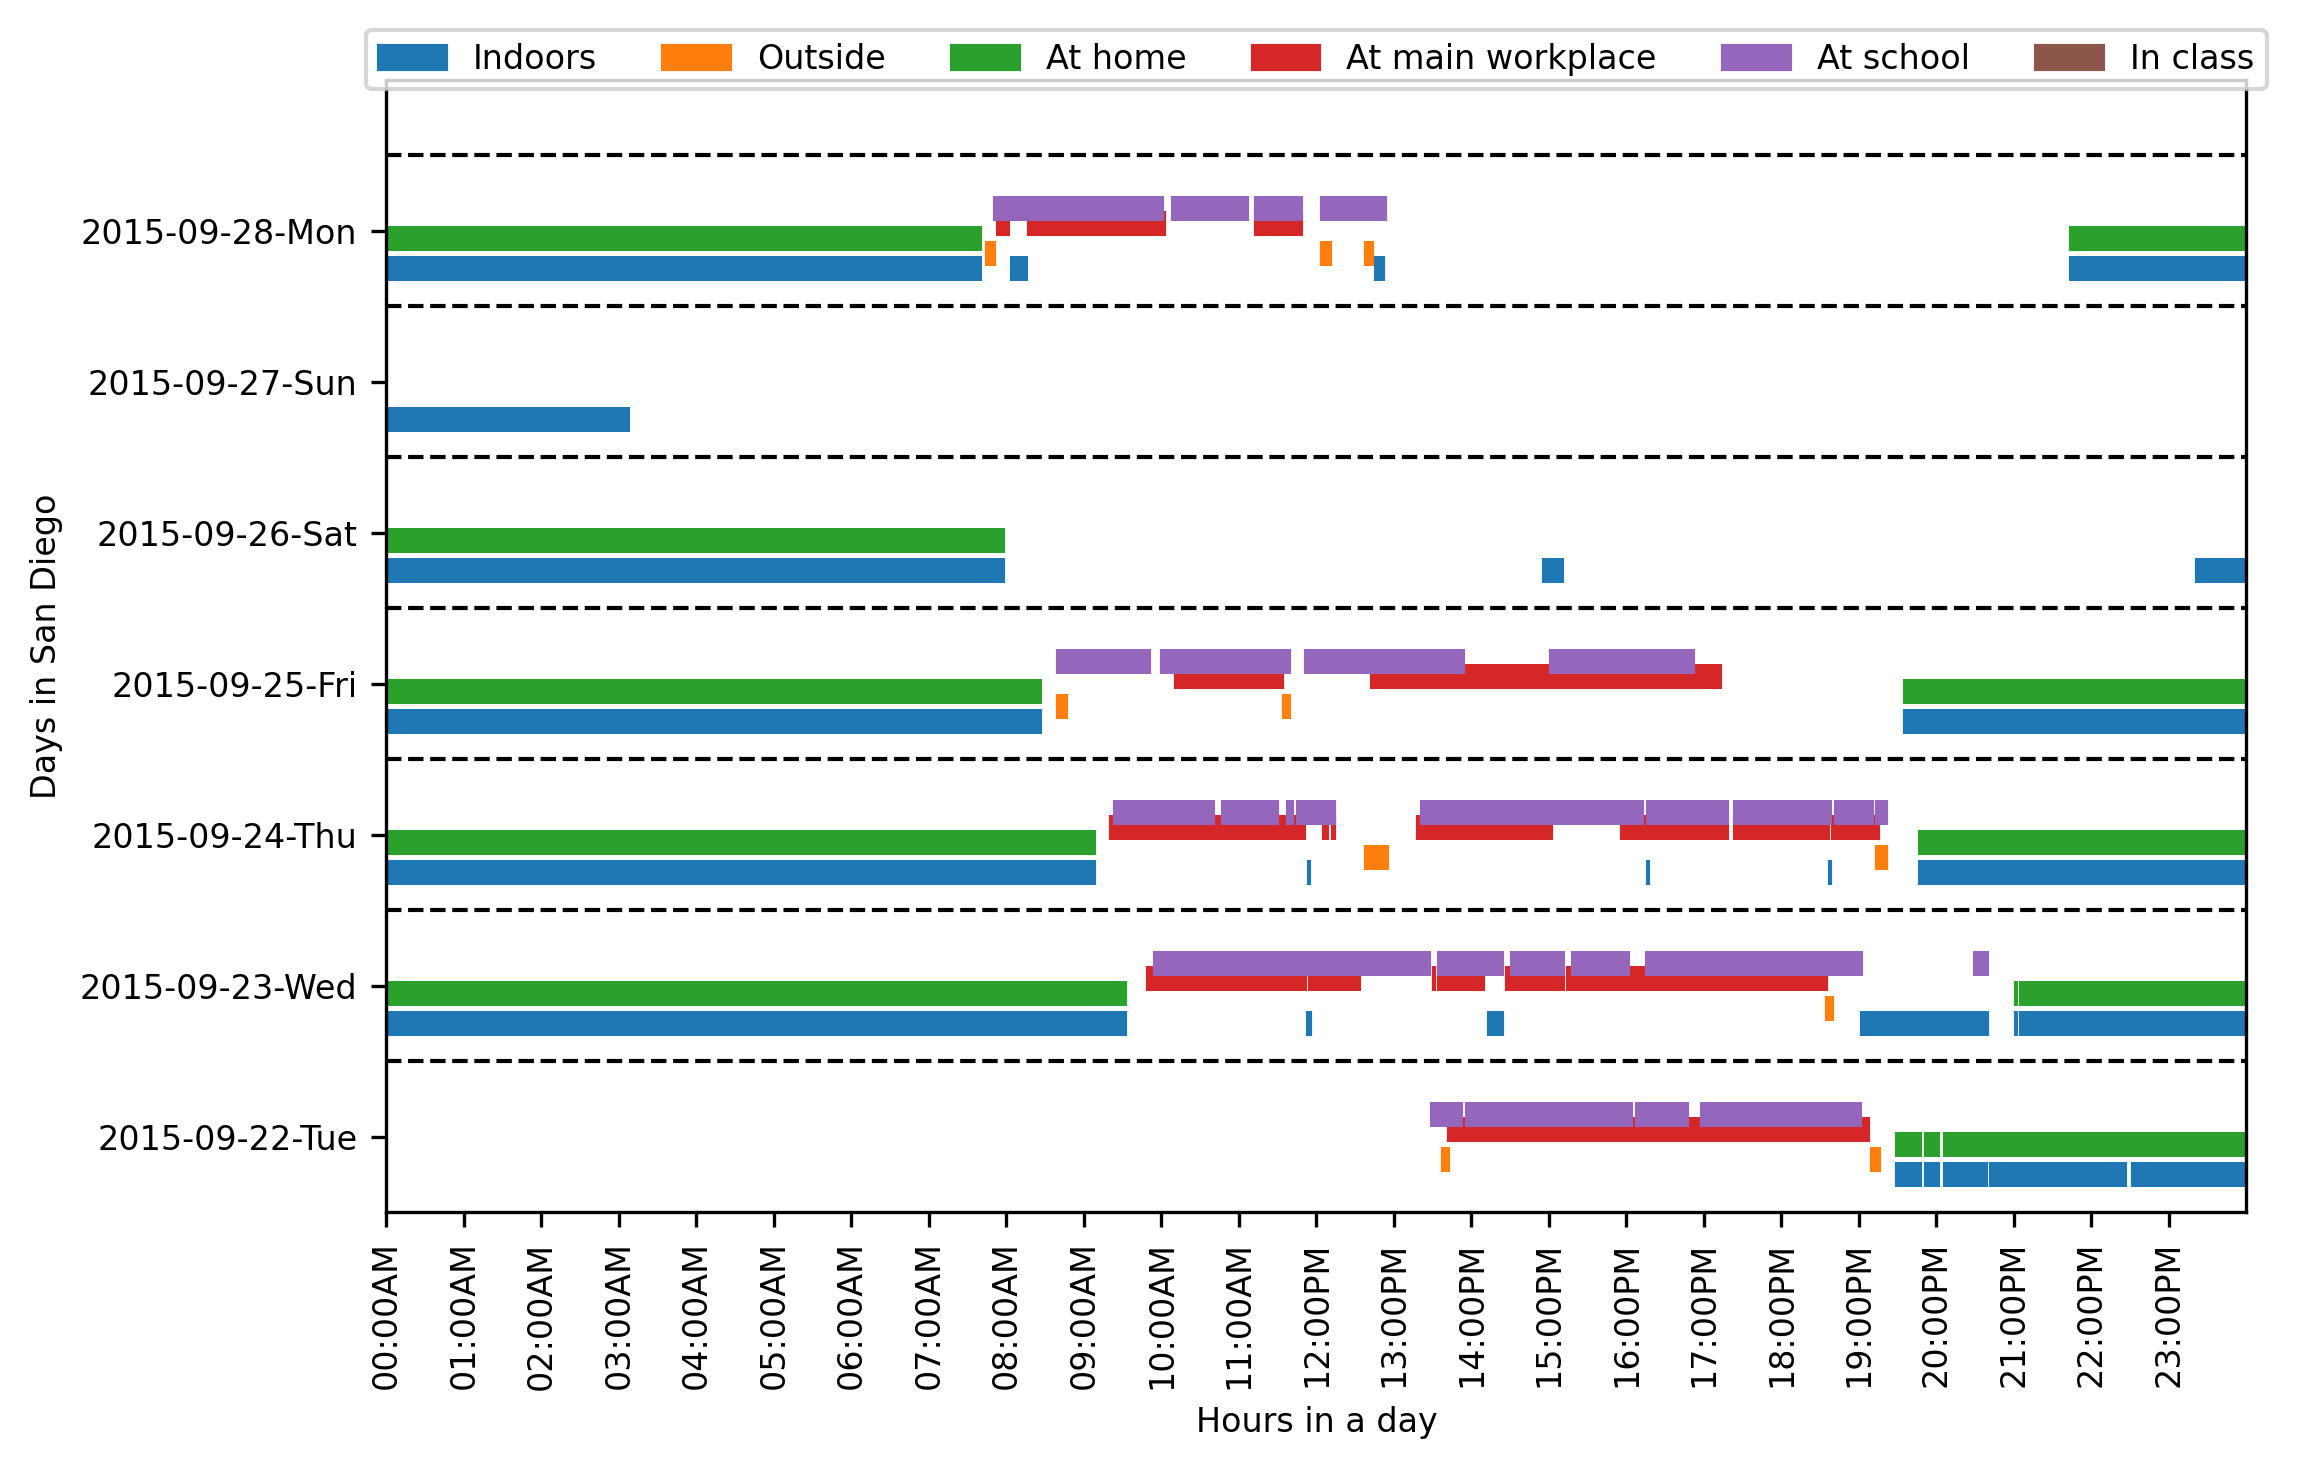 Indoors Outside At home At main workplace At school In class
2015-09-28-Mon
2015-09-27-Sun
2015-09-26-Sat
2015-09-25-Fri
2015-09-24-Thu
2015-09-23-Wed
2015-09-22-Tue
Days in San Diego
00:00AM
01:00AM
02:00AM
03:00AM
04:00AM
05:00AM
06:00AM
07:00AM
08:00AM
09:00AM
10:00AM
11:00AM
12:00PM
13:00PM
14:00PM
15:00PM
16:00PM
17:00PM
18:00PM
19:00PM
20:00PM
21:00PM
22:00PM
23:00PM
Hours in a day